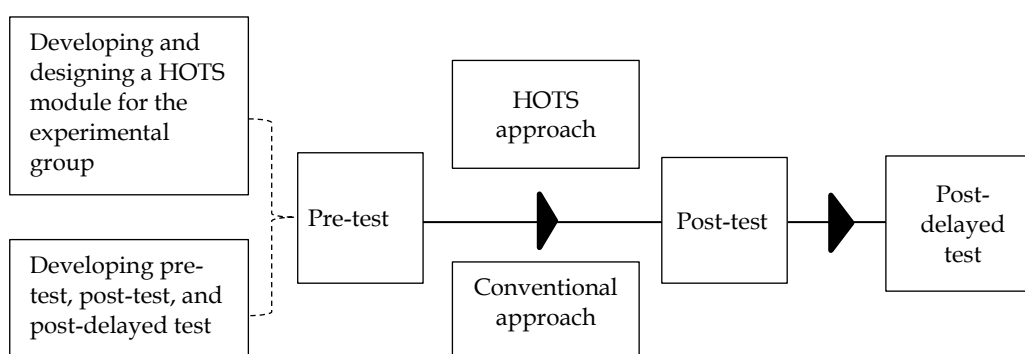 Developing and
designing a HOTS
module for the
experimental
group
Developing pre-
test, post-test, and
post-delayed test
Pre-test
HOTS
approach
Conventional
approach
Post-test
Post-
delayed
test